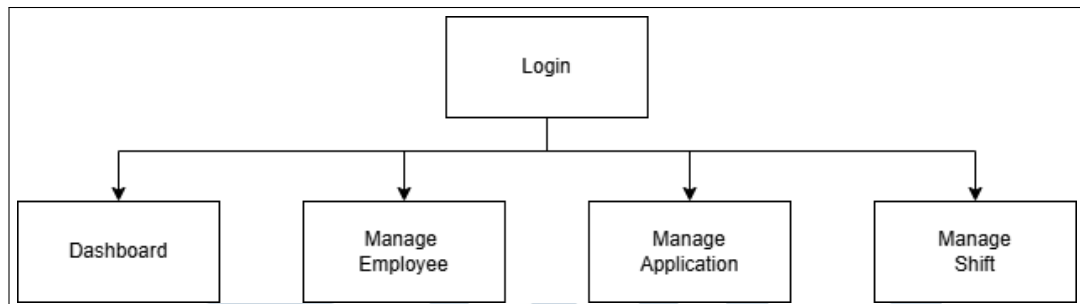 Login
Dashboard
Manage
Employee
Manage
Application
Manage
Shift